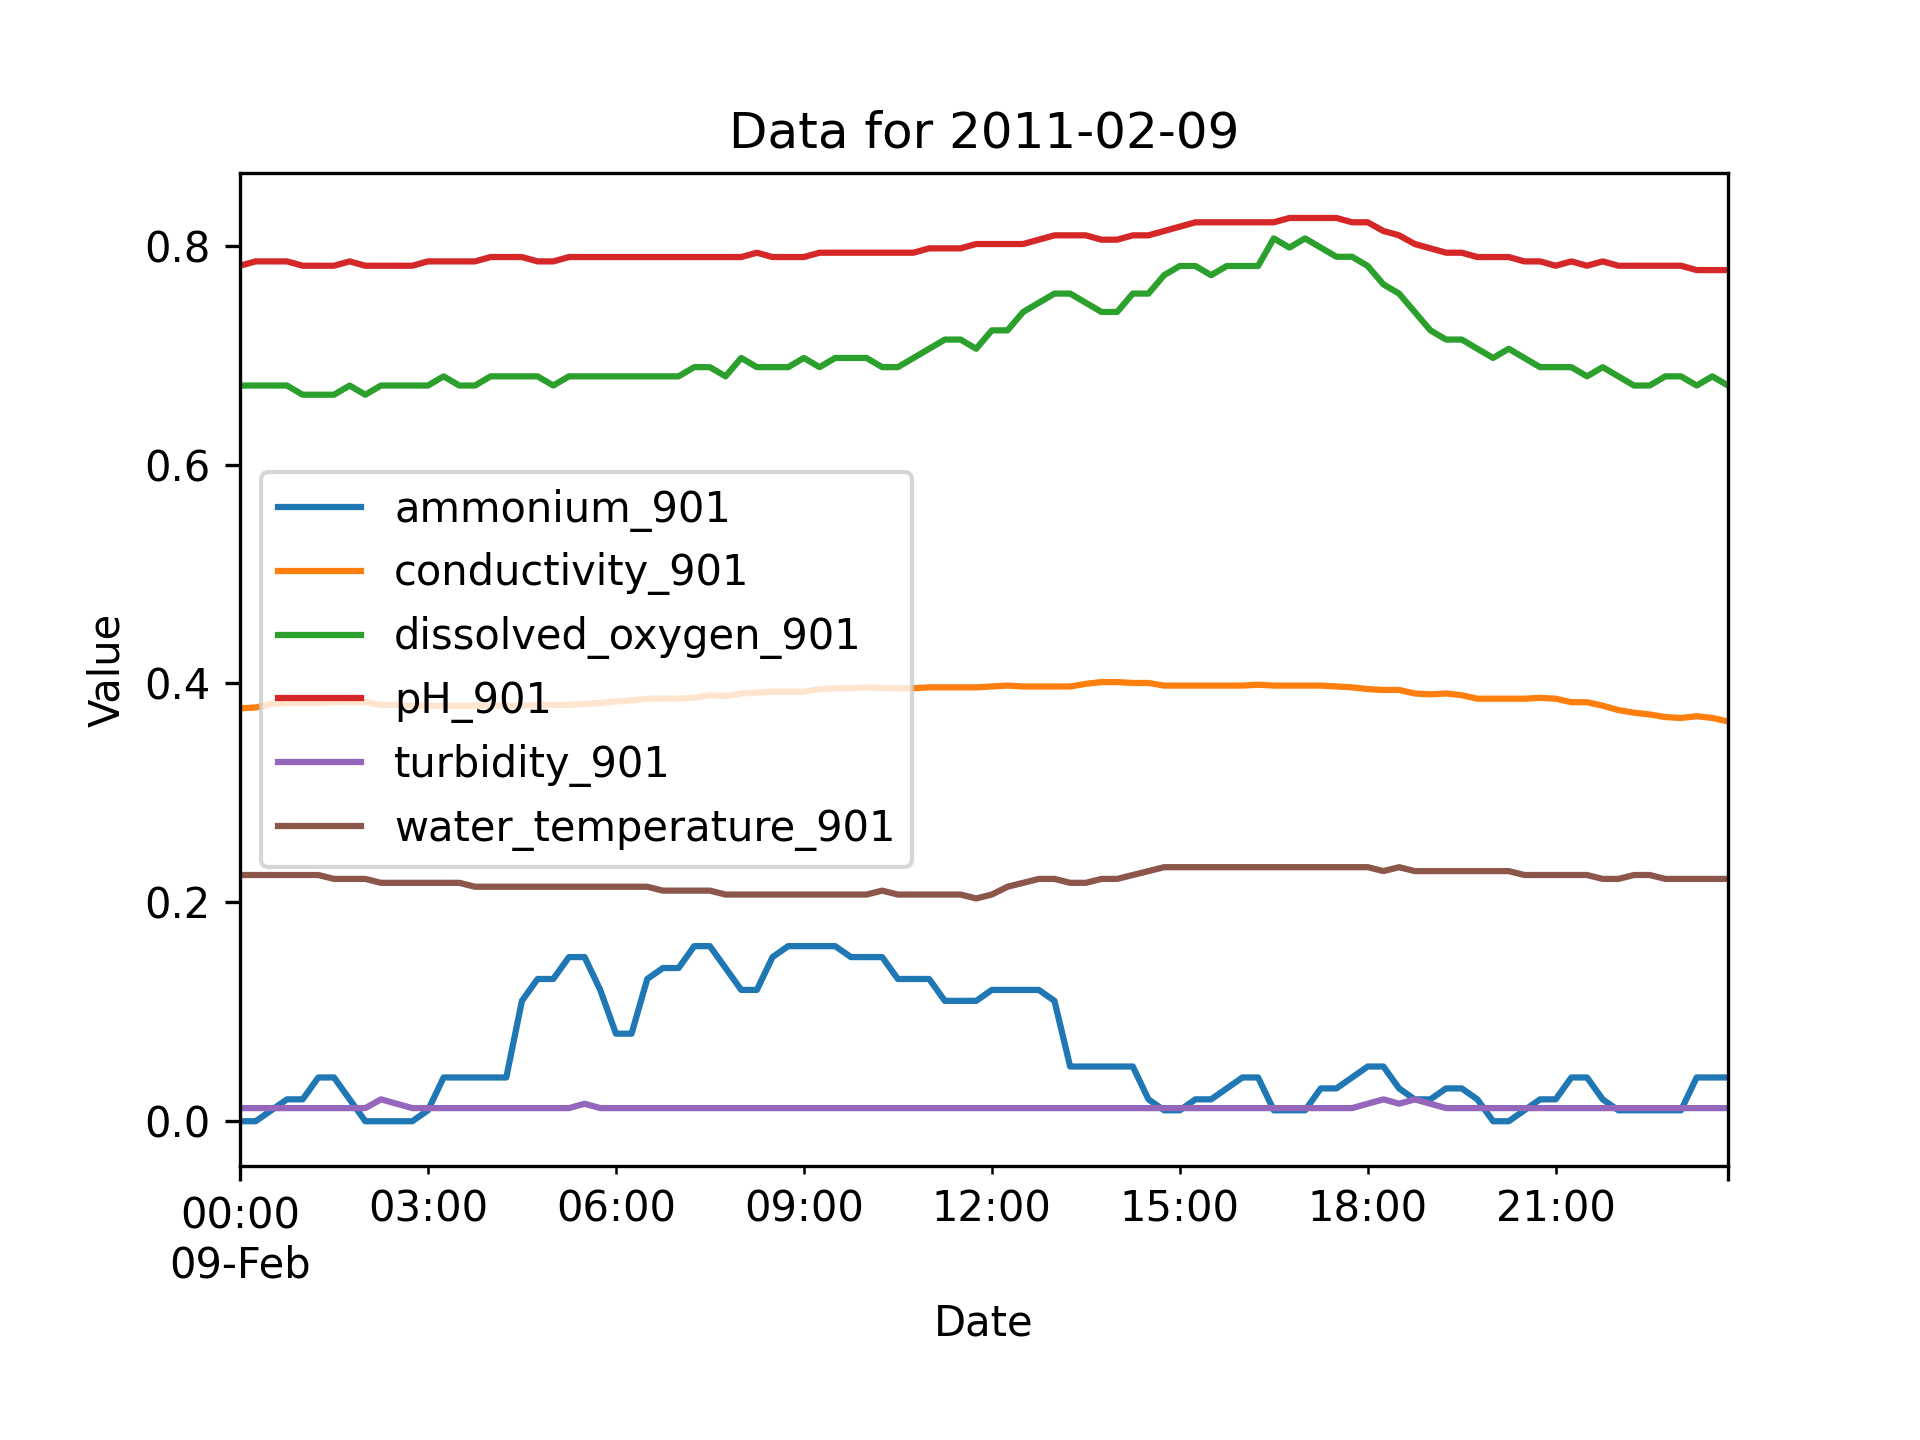 Data for 2011-02-09
Value
0.8
0.6
0.4
0.2
0.0
ammonium_901
conductivity_901
dissolved_oxygen_901
pH_901
turbidity_901
water_temperature_901
00:00 03:00 06:00 09:00 12:00 15:00 18:00 21:00
09-Feb
Date